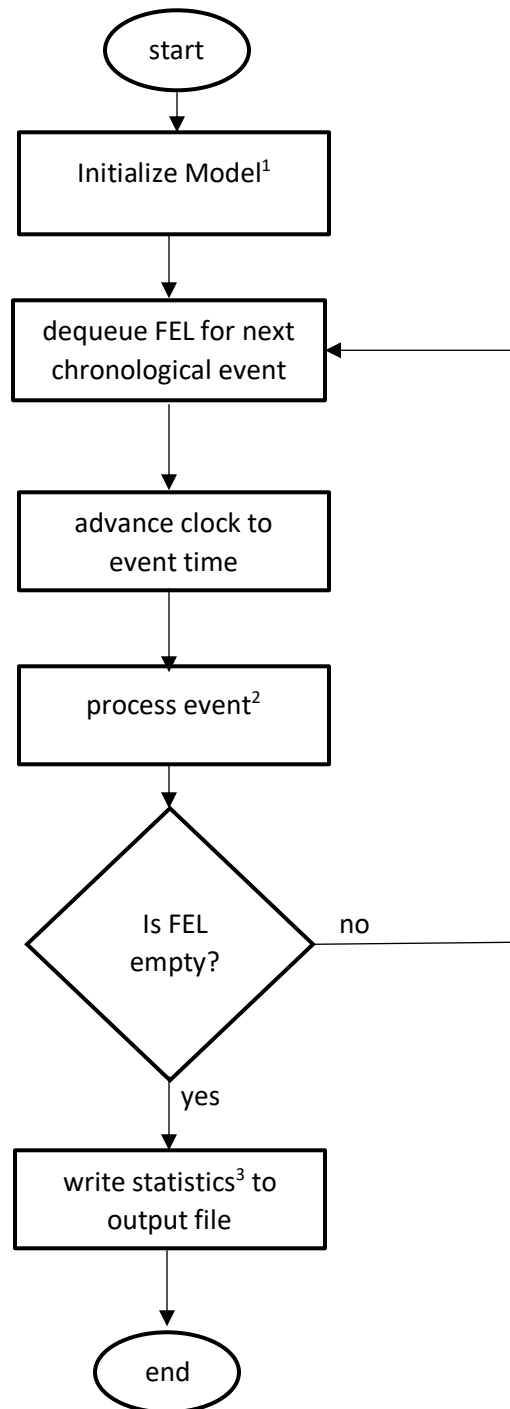 start
Initialize Model¹
dequeue FEL for next
chronological event
advance clock to
event time
process event²
Is FEL
empty?
no
yes
write statistics³ to
output file
end